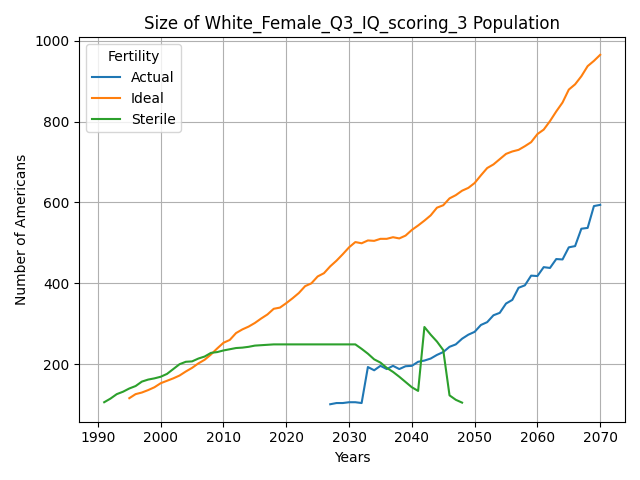 Size of White_Female_Q3_IQ_scoring_3 Population
Number of Americans
1000
800
600
400
200
Fertility
Actual
Ideal
Sterile
1990 2000 2010 2020 2030 2040 2050 2060 2070
Years